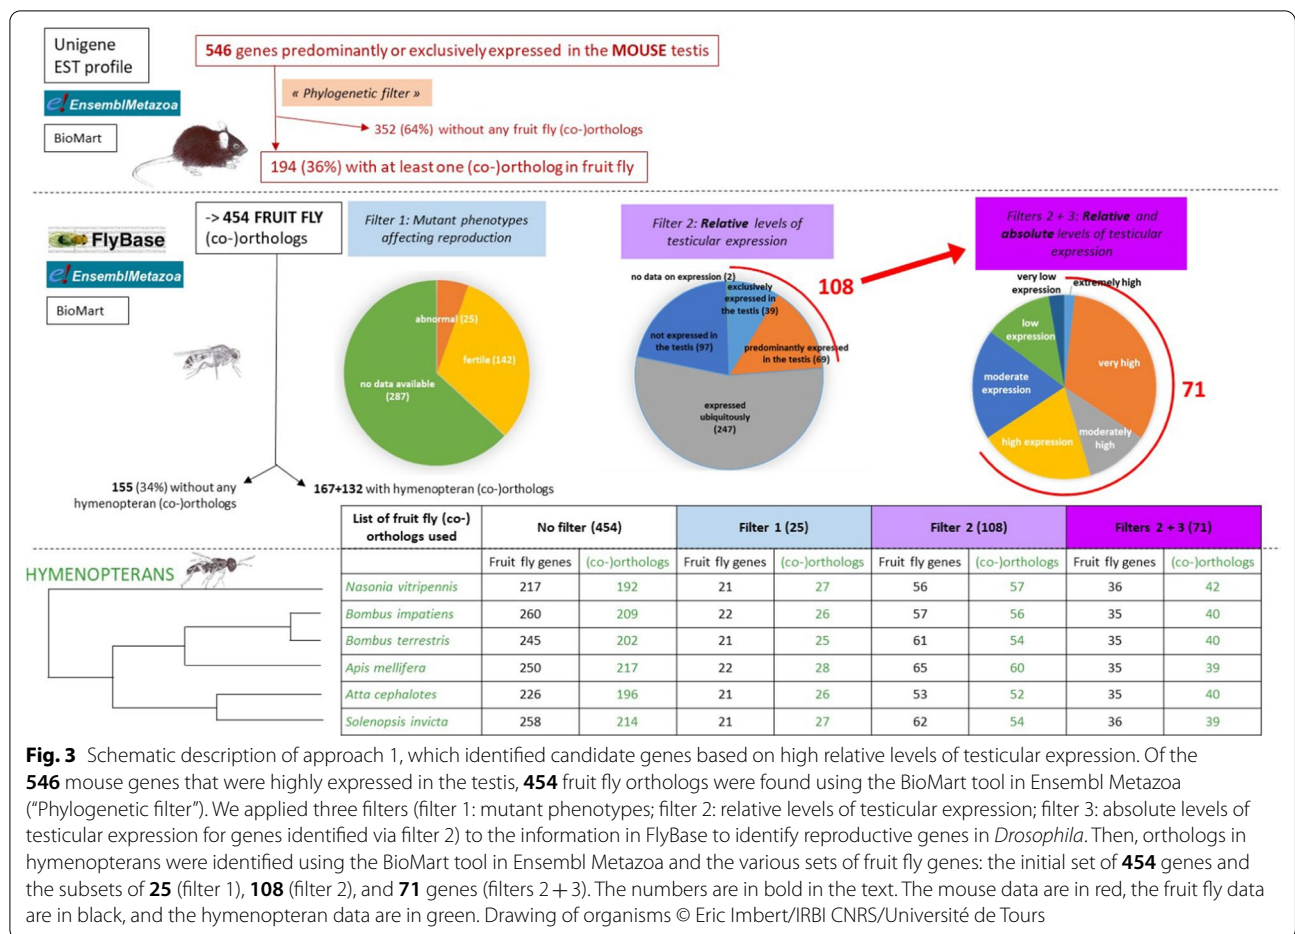 Unigene
EST profile
546 genes predominantly or exclusively expressed in the MOUSE testis
« Phylogenetic filter »
e!EnsemblMetazoa
BioMart
352 (64%) without any fruit fly (co-)orthologs
194 (36%) with at least one (co-)ortholog in fruit fly
-> 454 FRUIT FLY
(co-)orthologs
FlyBase
e!EnsemblMetazoa
BioMart
Filter 1: Mutant phenotypes
affecting reproduction
abnormal (25)
fertile (142)
no data available
(287)
Filter 2: Relative levels of
testicular expression
no data on expression (2)
exclusively
expressed in
the testis (39)
predominantly expressed
in the testis (69)
not expressed in
the testis (97)
expressed
ubiquitously
(247)
108
Filters 2 + 3: Relative and
absolute levels of testicular
expression
very low
expression
extremely high
low
expression
very high
moderate
expression
moderately
high
high expression
71
155 (34%) without any
hymenopteran (co-)orthologs
167+132 with hymenopteran (co-)orthologs
HYMENOPTERANS
List of fruit fly (co-)
orthologs used
No filter (454)
Filter 1 (25)
Filter 2 (108)
Filters 2 + 3 (71)
Fruit fly genes (co-)orthologs Fruit fly genes (co-)orthologs Fruit fly genes (co-)orthologs Fruit fly genes (co-)orthologs
Nasonia vitripennis 217 192 21 27 56 57 36 42
Bombus impatiens 260 209 22 26 57 56 35 40
Bombus terrestris 245 202 21 25 61 54 35 40
Apis mellifera 250 217 22 28 65 60 35 39
Atta cephalotes 226 196 21 26 53 52 35 40
Solenopsis invicta 258 214 21 27 62 54 36 39
Fig. 3 Schematic description of approach 1, which identified candidate genes based on high relative levels of testicular expression. Of the
546 mouse genes that were highly expressed in the testis, 454 fruit fly orthologs were found using the BioMart tool in Ensembl Metazoa
(“Phylogenetic filter”). We applied three filters (filter 1: mutant phenotypes; filter 2: relative levels of testicular expression; filter 3: absolute levels of
testicular expression for genes identified via filter 2) to the information in FlyBase to identify reproductive genes in Drosophila. Then, orthologs in
hymenopterans were identified using the BioMart tool in Ensembl Metazoa and the various sets of fruit fly genes: the initial set of 454 genes and
the subsets of 25 (filter 1), 108 (filter 2), and 71 genes (filters 2 + 3). The numbers are in bold in the text. The mouse data are in red, the fruit fly data
are in black, and the hymenopteran data are in green. Drawing of organisms © Eric Imbert/IRBI CNRS/Université de Tours